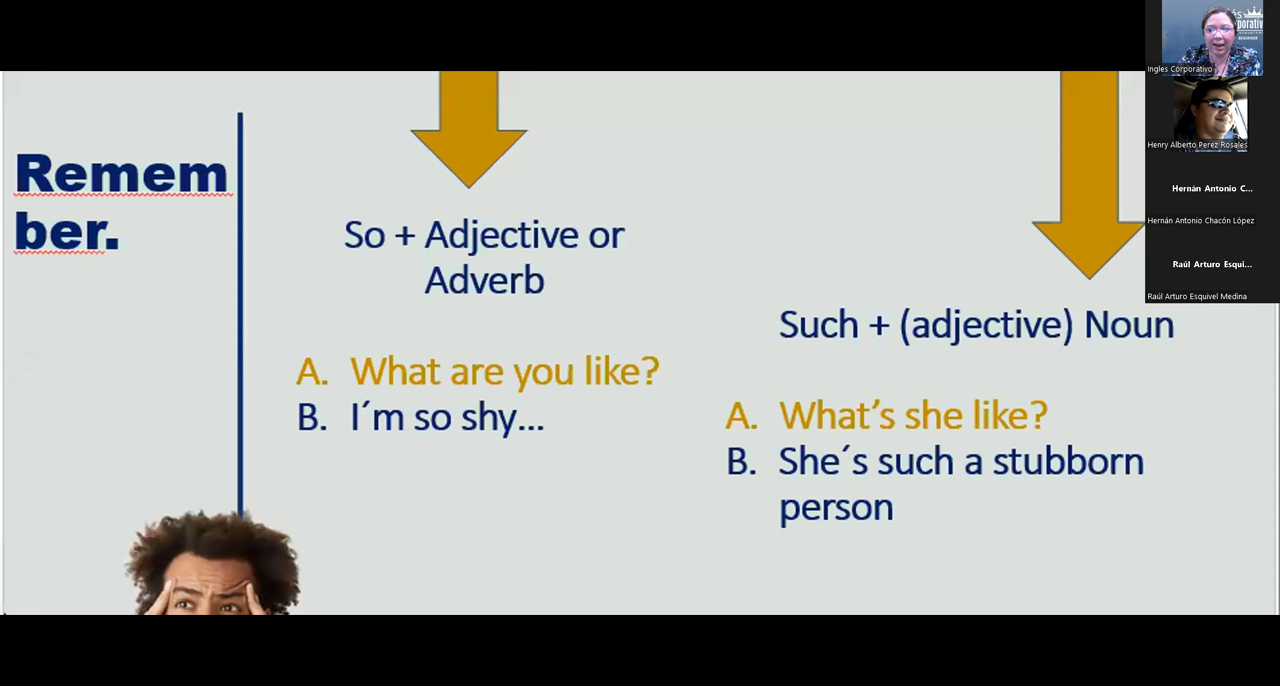 Remem
ber.
So + Adjective or
Adverb
A. What are you like?
B. I´m so shy...
Such + (adjective) Noun
A. What’s she like?
B. She´s such a stubborn
person
Ingles Corporativo
Henry Alberto Perez Rosales
Hernán Antonio C...
Hernán Antonio Chacón López
Raúl Arturo Esqui...
Raúl Arturo Esquivel Medina